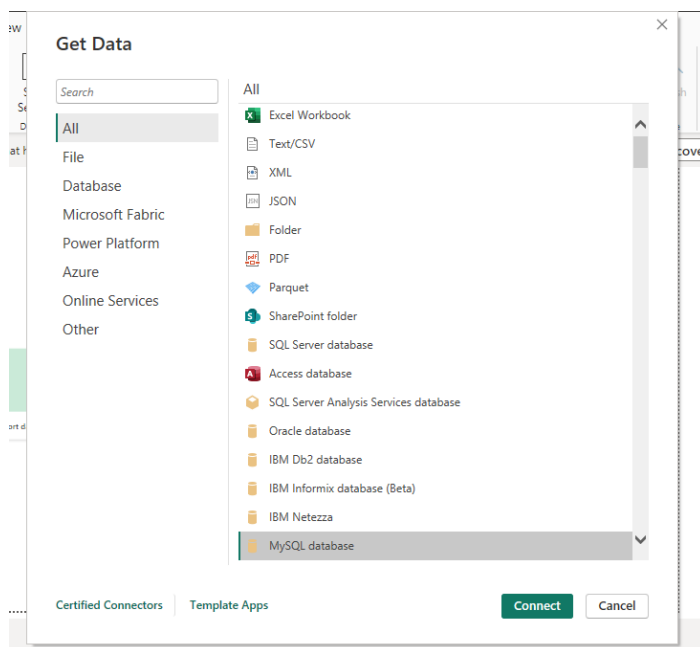 Get Data
Search
All
File
Database
Microsoft Fabric
Power Platform
Azure
Online Services
Other
All
Excel Workbook
Text/CSV
XML
JSON
Folder
PDF
Parquet
SharePoint folder
SQL Server database
Access database
SQL Server Analysis Services database
Oracle database
IBM Db2 database
IBM Informix database (Beta)
IBM Netezza
MySQL database
Certified Connectors
Template Apps
Connect
Cancel